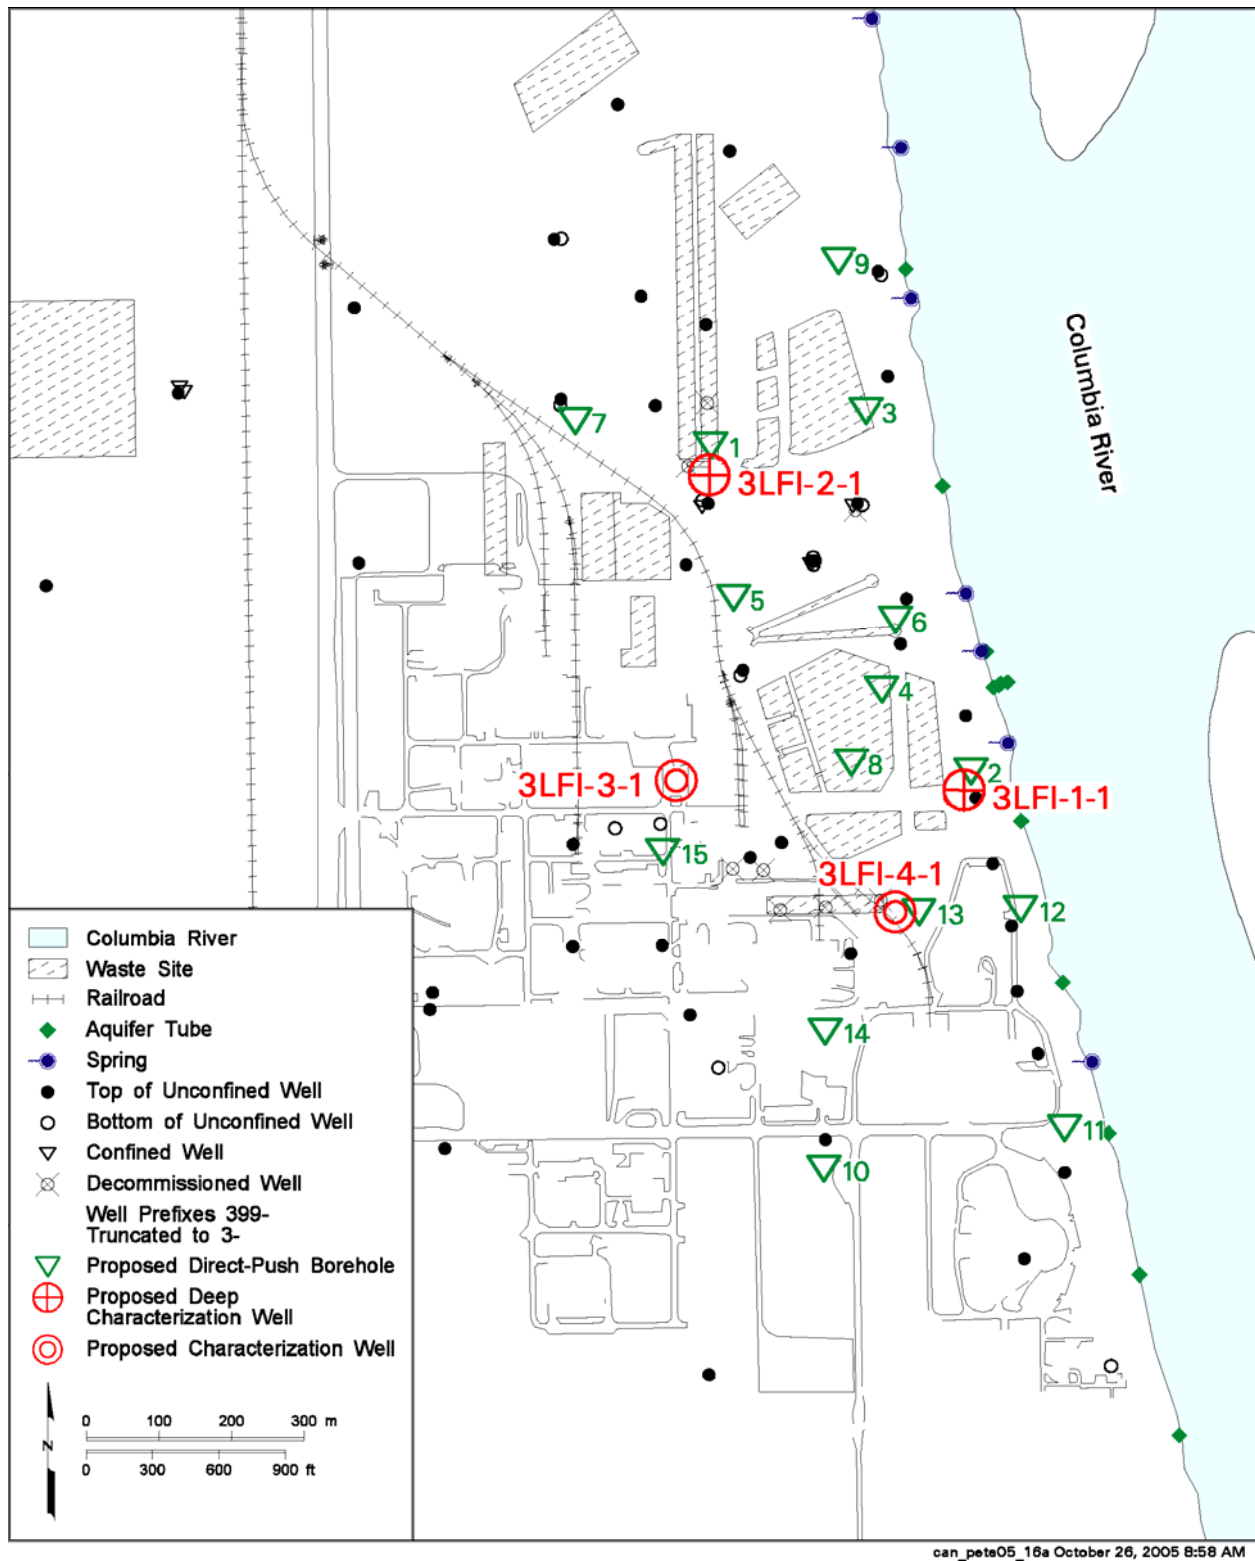 9
Columbia River
3
7
1
3LFI-2-1
5
6
4
8
2
3LFI-3-1
3LFI-1-1
15
3LFI-4-1
13
12
14
11
10
Columbia River
Waste Site
Railroad
Aquifer Tube
Spring
Top of Unconfined Well
Bottom of Unconfined Well
Confined Well
Decommissioned Well
Well Prefixes 399-
Truncated to 3-
Proposed Direct-Push Borehole
Proposed Deep
Characterization Well
Proposed Characterization Well
N
0 100 200 300 m
0 300 600 900 ft
can_pete05_16a October 26, 2005 8:58 AM